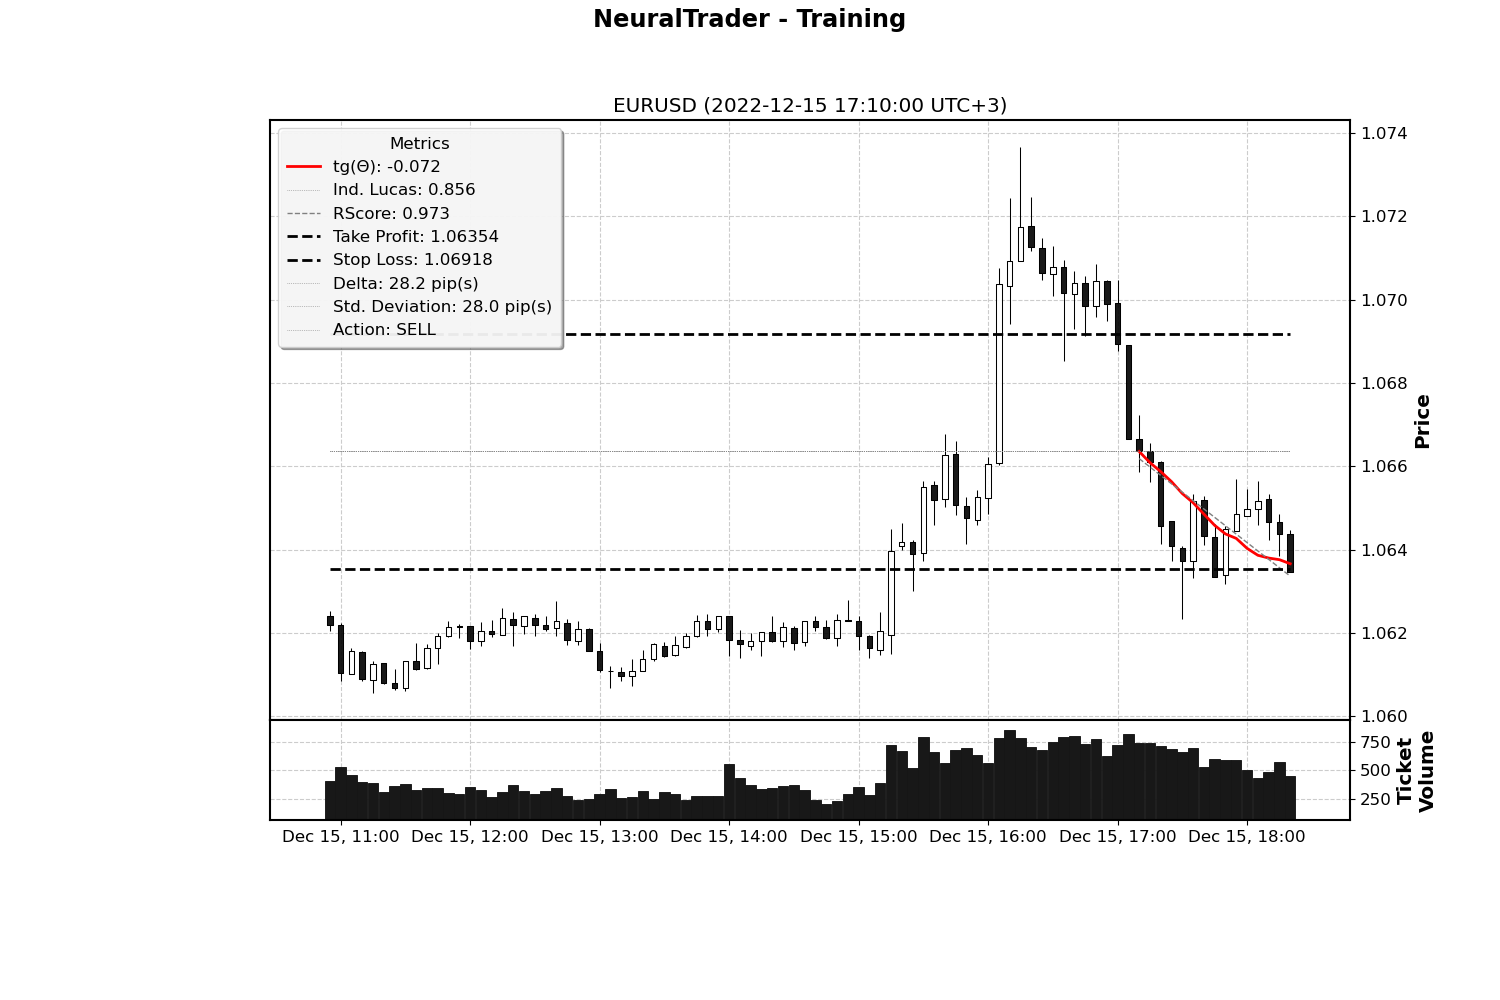 NeuralTrader - Training
EURUSD (2022-12-15 17:10:00 UTC+3)
Metrics
tg(Θ): -0.072
Ind. Lucas: 0.856
RScore: 0.973
Take Profit: 1.06354
Stop Loss: 1.06918
Delta: 28.2 pip(s)
Std. Deviation: 28.0 pip(s)
Action: SELL
1.074
1.072
1.070
1.068
1.066
1.064
1.062
1.060
Price
750
500
250
Ticket
Volume
Dec 15, 11:00 Dec 15, 12:00 Dec 15, 13:00 Dec 15, 14:00 Dec 15, 15:00 Dec 15, 16:00 Dec 15, 17:00 Dec 15, 18:00